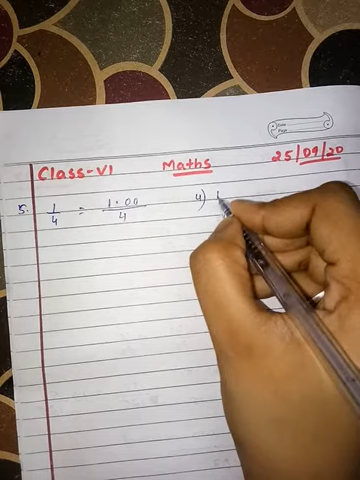 Date
Page
Class-VI Maths 25/09/20
5. 1/4 = 1.00/4 4) 1